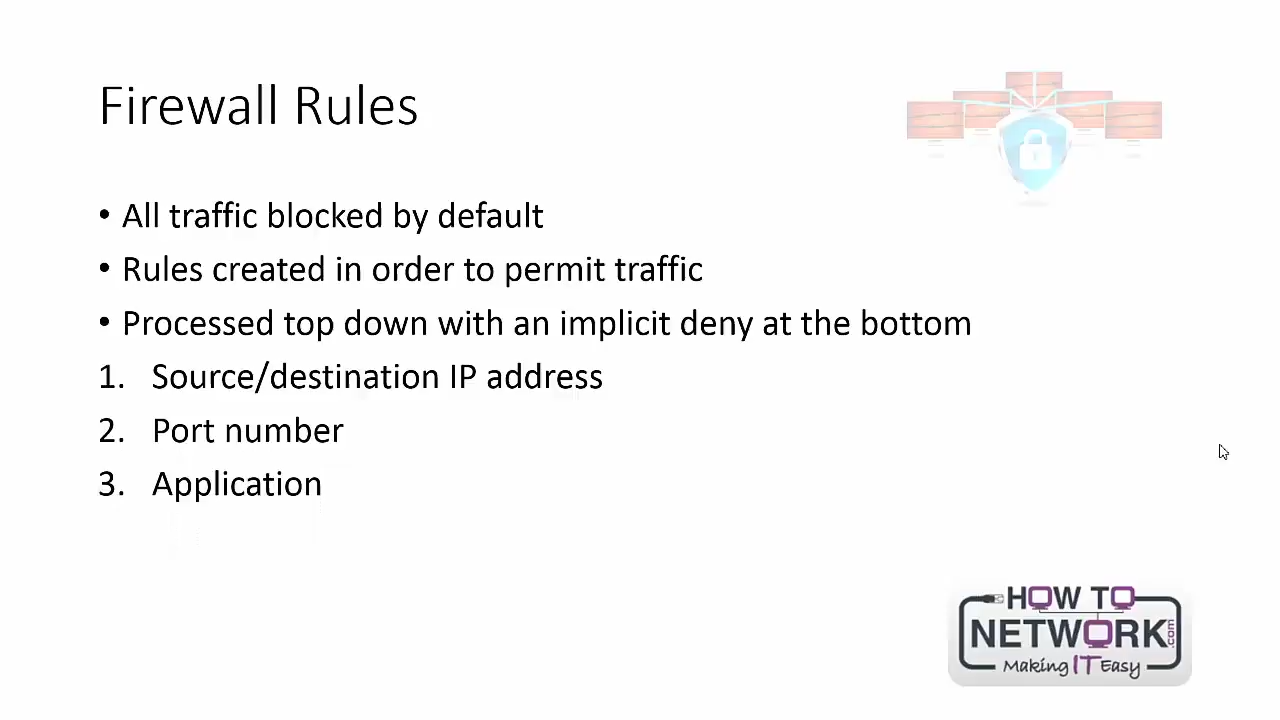 Firewall Rules
• All traffic blocked by default
• Rules created in order to permit traffic
• Processed top down with an implicit deny at the bottom
1. Source/destination IP address
2. Port number
3. Application
HOW TO
NETWORK.com
Making IT Easy